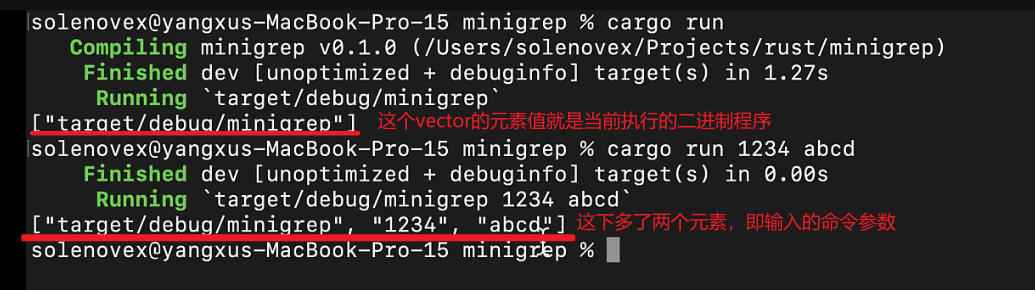 solenovex@yangxus-MacBook-Pro-15 minigrep % cargo run
Compiling minigrep v0.1.0 (/Users/solenovex/Projects/rust/minigrep)
Finished dev [unoptimized + debuginfo] target(s) in 1.27s
Running `target/debug/minigrep`
["target/debug/minigrep"] 这个vector的元素值就是当前执行的二进制程序
solenovex@yangxus-MacBook-Pro-15 minigrep % cargo run 1234 abcd
Finished dev [unoptimized + debuginfo] target(s) in 0.00s
Running `target/debug/minigrep 1234 abcd`
["target/debug/minigrep", "1234", "abcd"] 这下多了两个元素，即输入的命令参数
solenovex@yangxus-MacBook-Pro-15 minigrep %